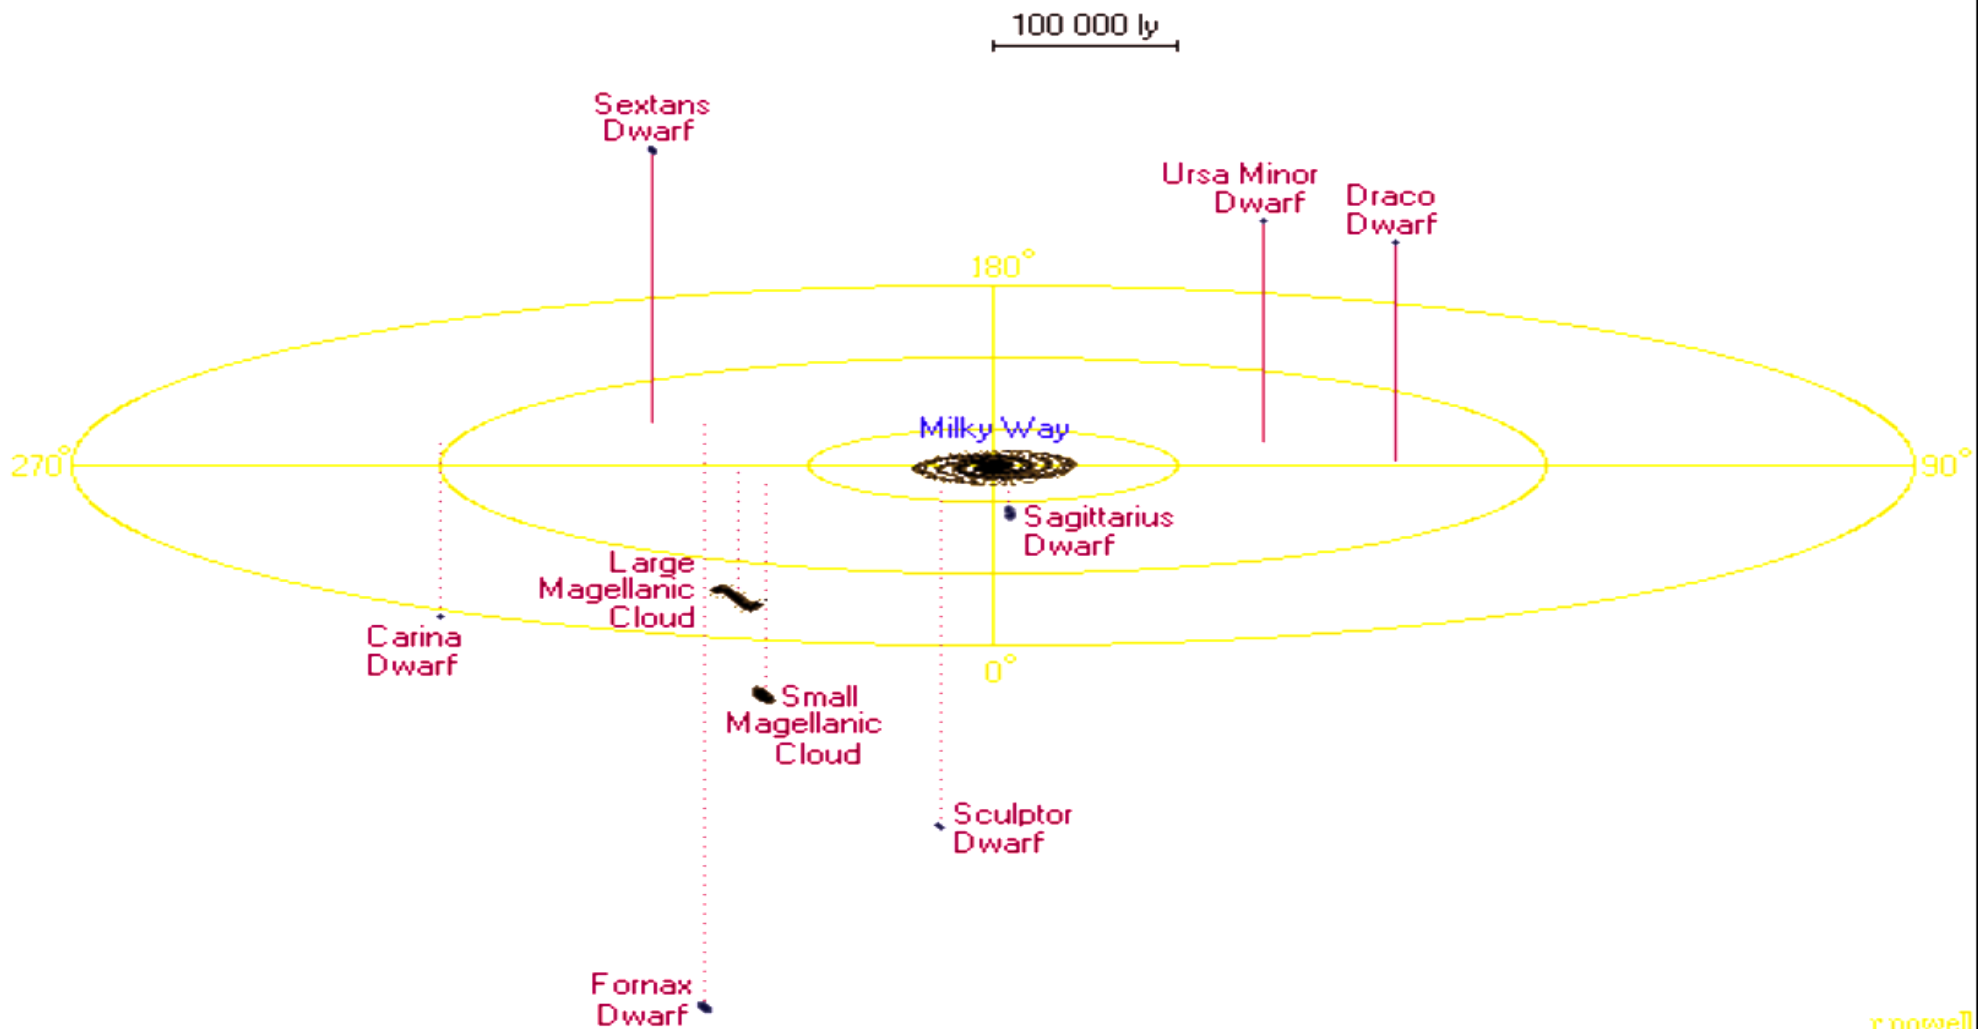 100 000 ly
Sextans
Dwarf
Ursa Minor
Dwarf
Draco
Dwarf
180°
Milky Way
270°
90°
Sagittarius
Dwarf
Large
Magellanic
Cloud
Carina
Dwarf
0°
Small
Magellanic
Cloud
Sculptor
Dwarf
Fornax
Dwarf
r powell